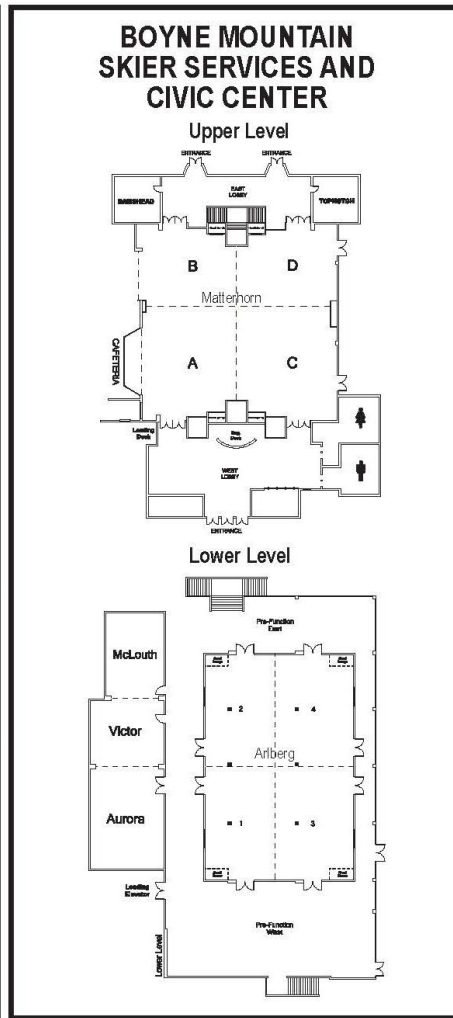 BOYNE MOUNTAIN
SKIER SERVICES AND
CIVIC CENTER
Upper Level
ENTRANCE
ENTRANCE
EAST
LOBBY
B
D
Matterhorn
CAFETERIA
A
C
Loading
Dock
Reg.
Desk
WEST
LOBBY
ENTRANCE
Lower Level
Pre-Function
East
McLouth
2
4
Victor
Arlberg
Aurora
1
3
Loading
Elevator
Pre-Function
West
Lower Level